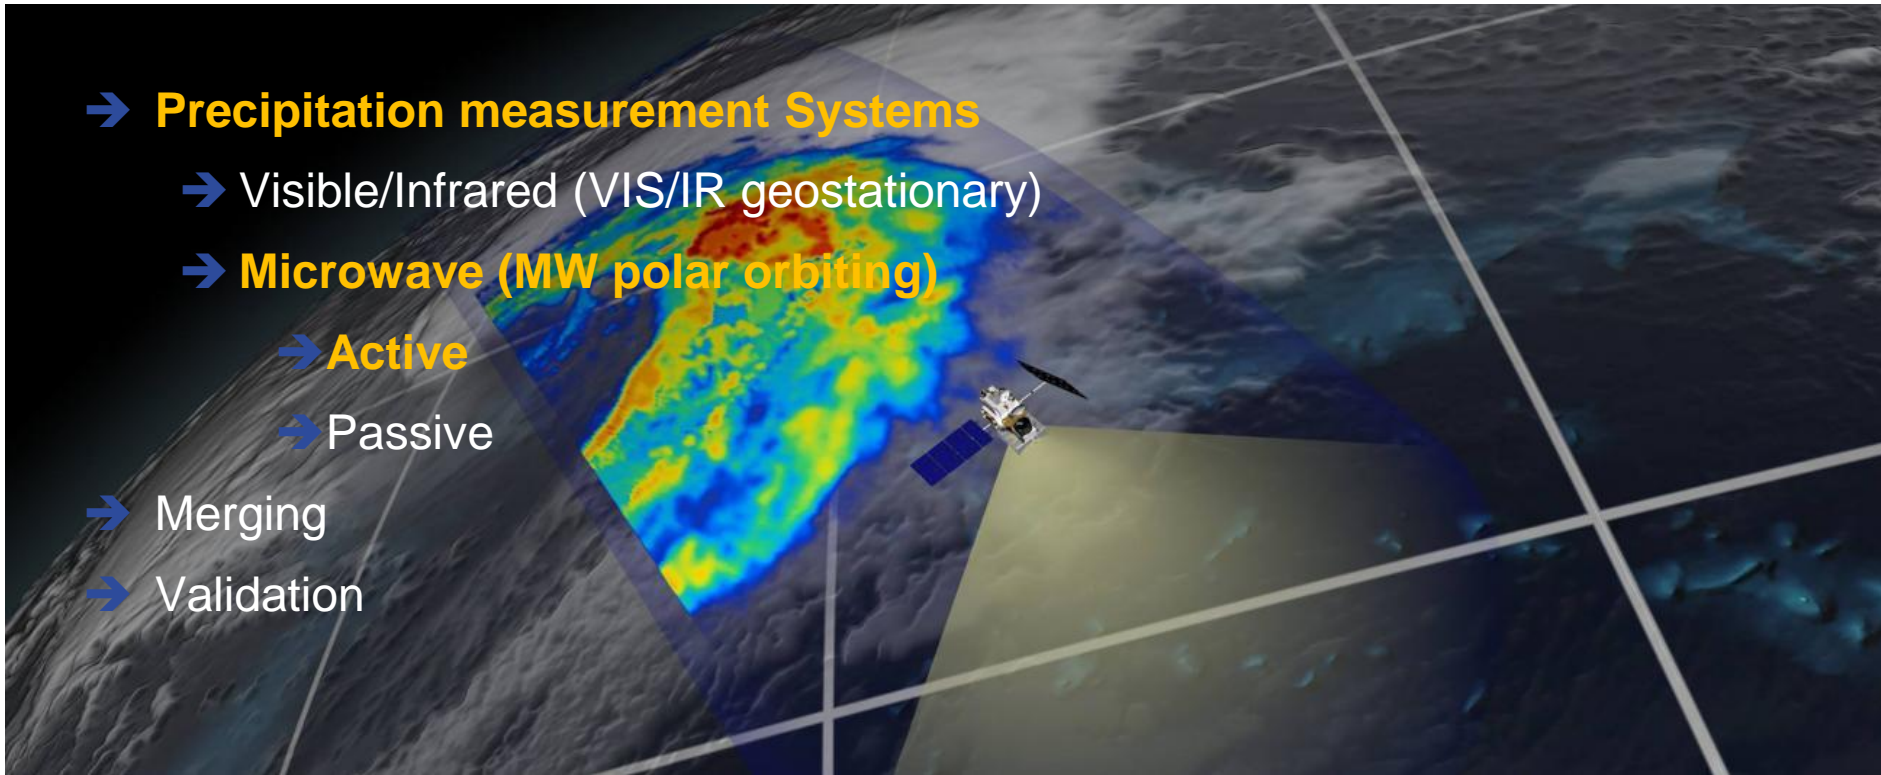 Precipitation measurement Systems
Visible/Infrared (VIS/IR geostationary)
Microwave (MW polar orbiting)
Active
Passive
Merging
Validation